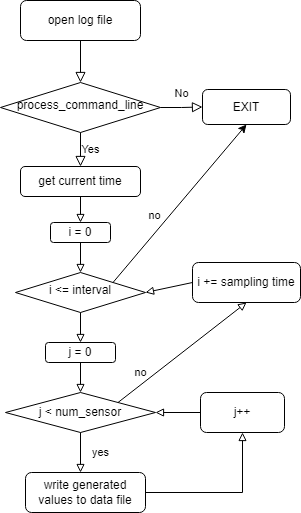 open log file
process_command_line
No
EXIT
Yes
get current time
no
i = 0
i <= interval
i += sampling time
j = 0
no
j < num_sensor
j++
yes
write generated
values to data file